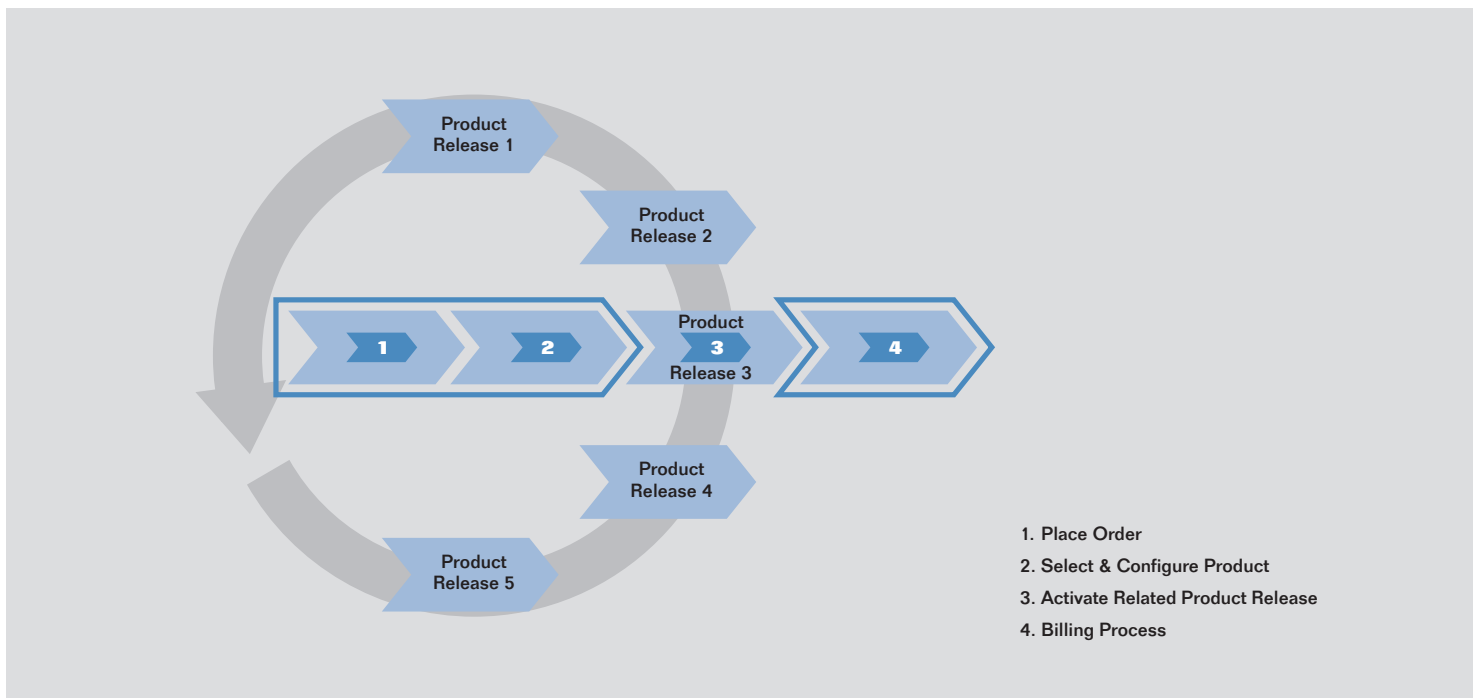 Product
Release 1
Product
Release 2
Product
1
2
3
4
Release 3
Product
Release 4
Product
Release 5
1. Place Order
2. Select & Configure Product
3. Activate Related Product Release
4. Billing Process